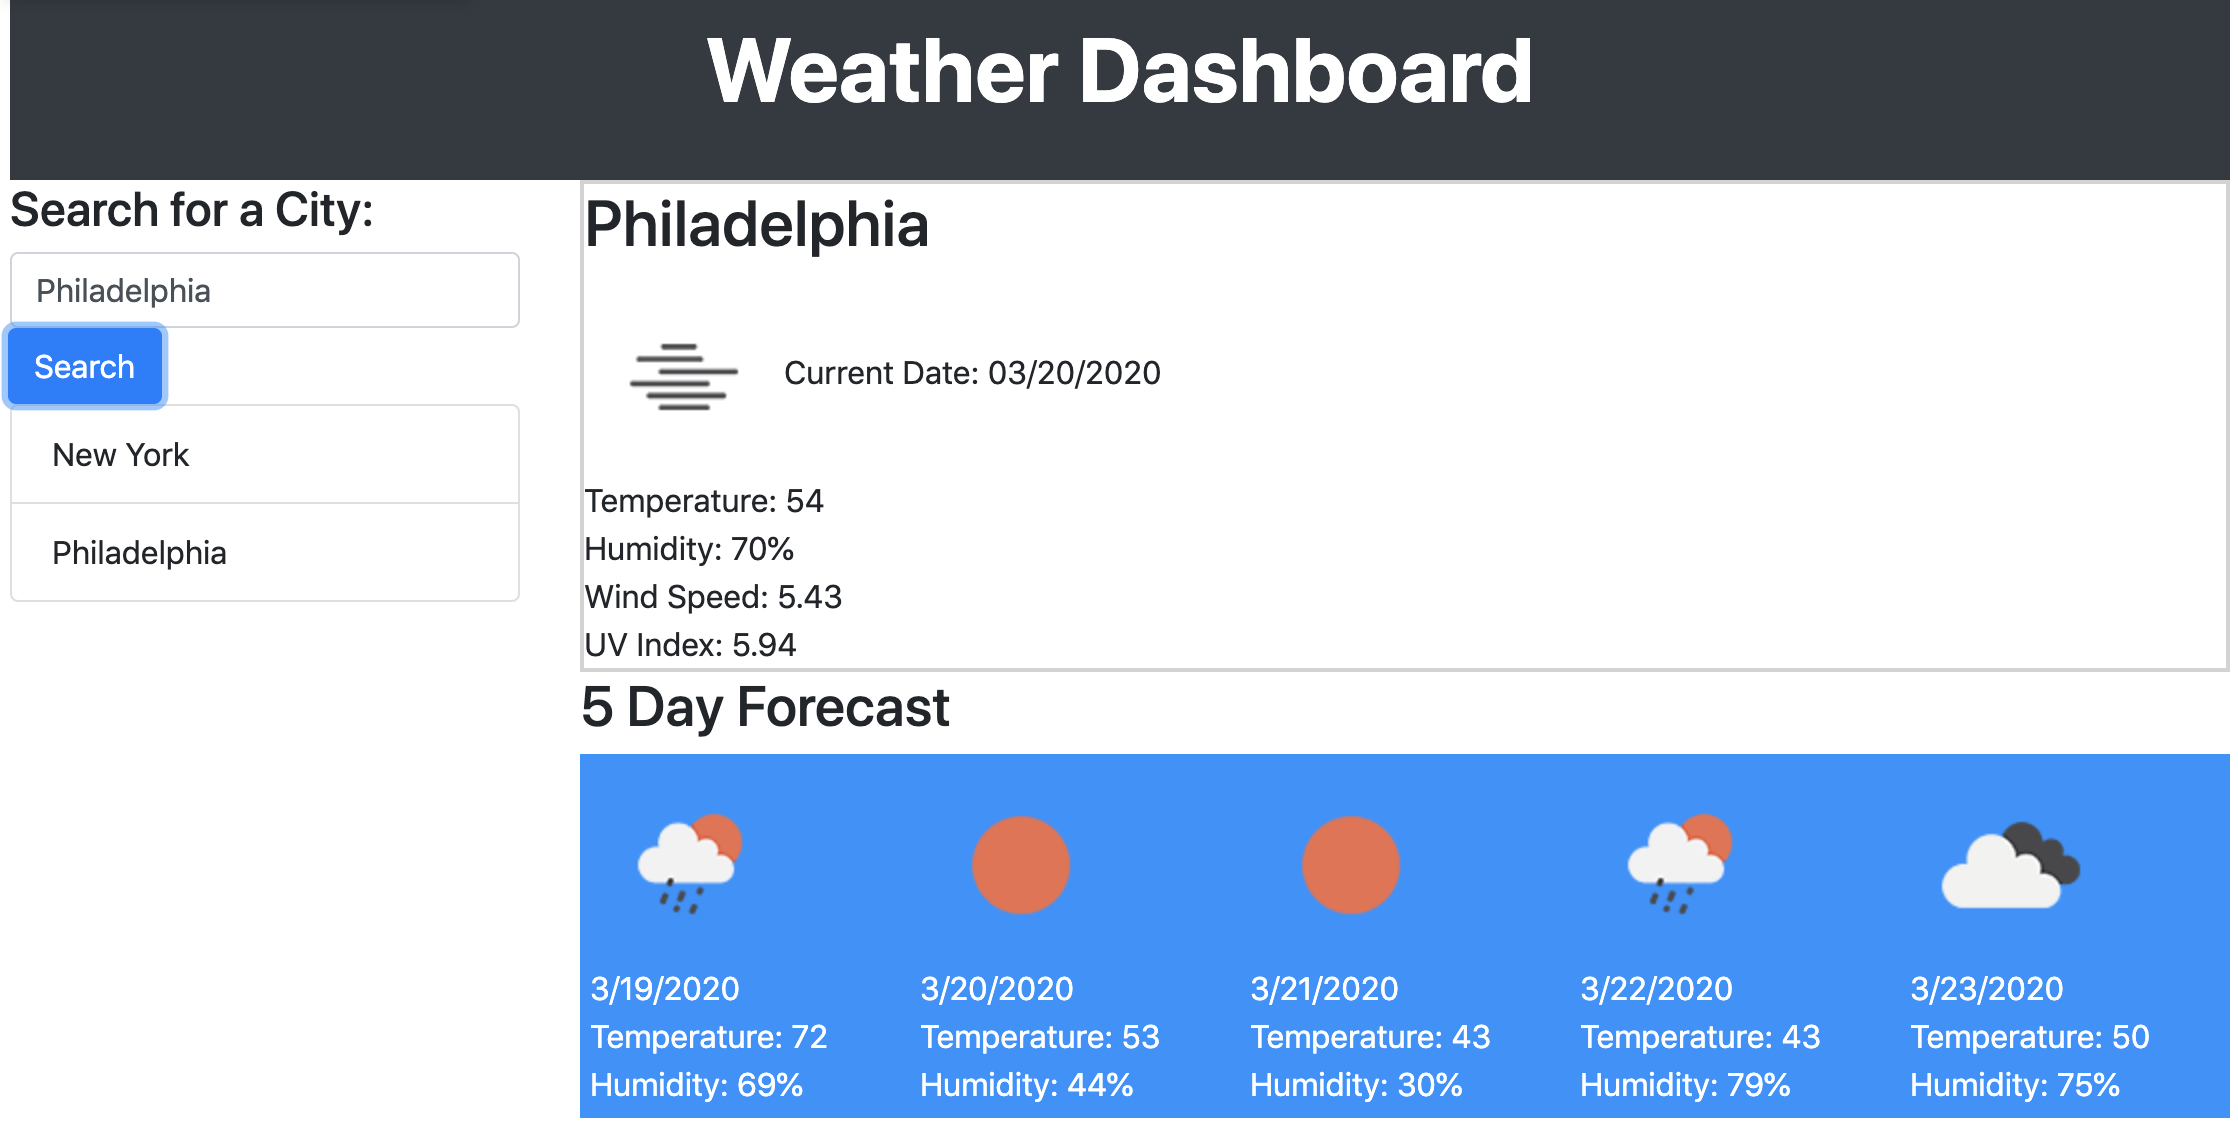 Weather Dashboard
Search for a City:
Philadelphia
Search
New York
Philadelphia
Philadelphia
Current Date: 03/20/2020
Temperature: 54
Humidity: 70%
Wind Speed: 5.43
UV Index: 5.94
5 Day Forecast
3/19/2020
Temperature: 72
Humidity: 69%
3/20/2020
Temperature: 53
Humidity: 44%
3/21/2020
Temperature: 43
Humidity: 30%
3/22/2020
Temperature: 43
Humidity: 79%
3/23/2020
Temperature: 50
Humidity: 75%